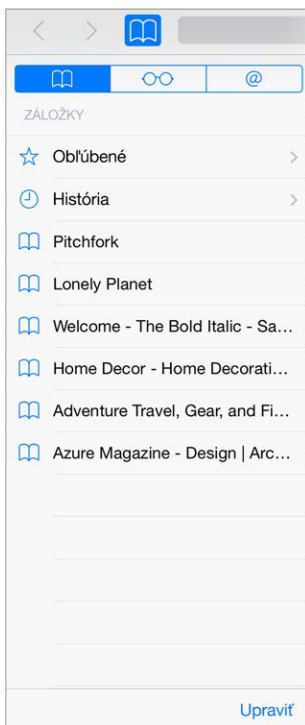 @
ZÁLOŽKY
Obľúbené
História
Pitchfork
Lonely Planet
Welcome - The Bold Italic - Sa…
Home Decor - Home Decorati…
Adventure Travel, Gear, and Fi…
Azure Magazine - Design | Arc…
Upraviť